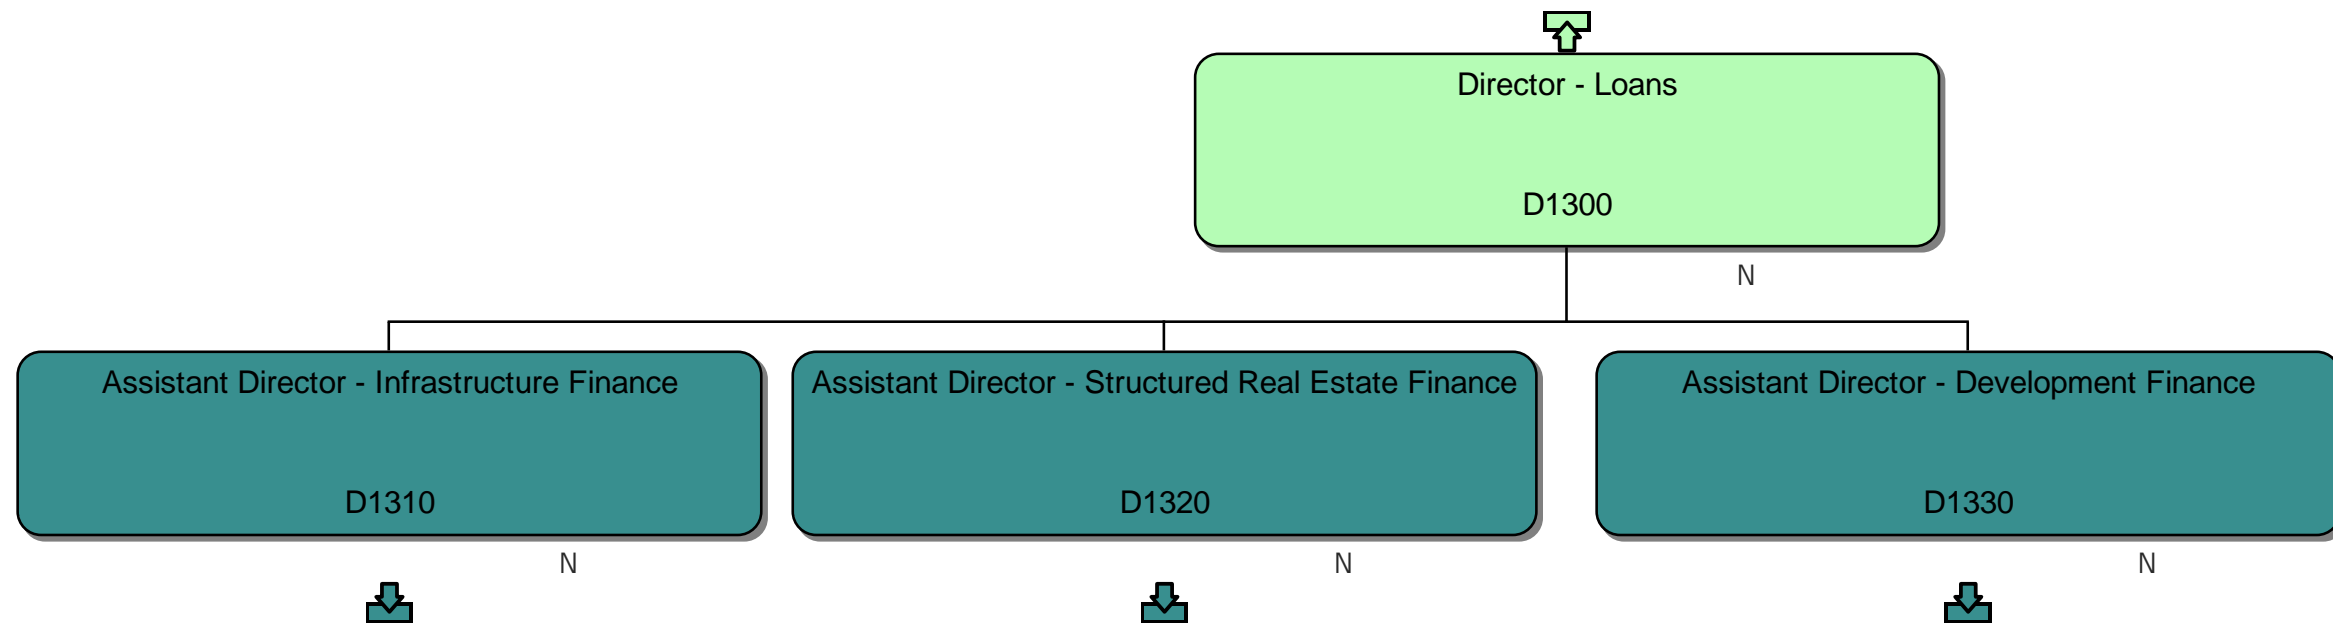 Director - Loans
D1300
N
Assistant Director - Infrastructure Finance
D1310
N
Assistant Director - Structured Real Estate Finance
D1320
N
Assistant Director - Development Finance
D1330
N